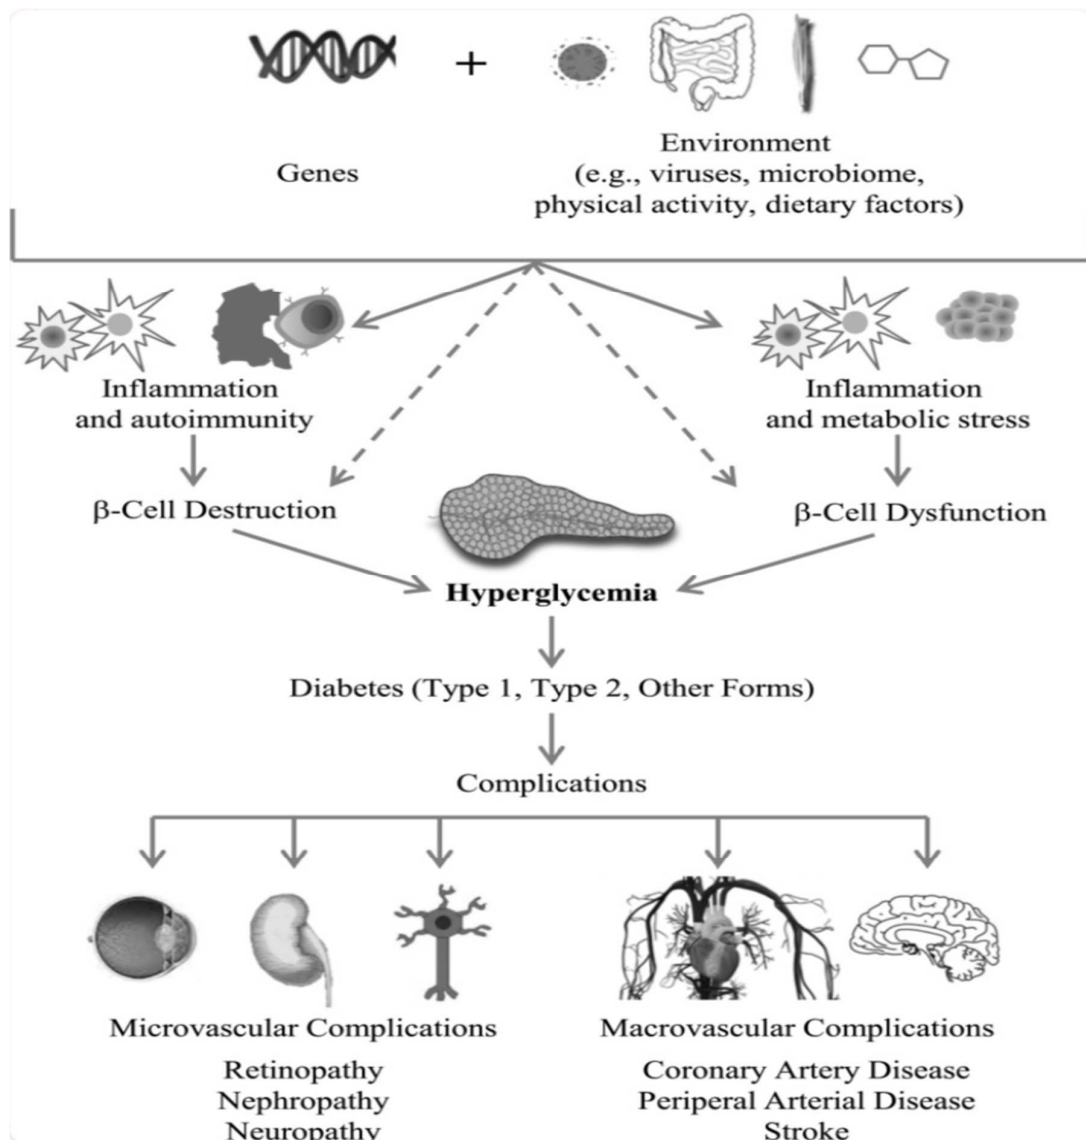 +
Genes
Environment
(e.g., viruses, microbiome,
physical activity, dietary factors)
Inflammation
and autoimmunity
Inflammation
and metabolic stress
β-Cell Destruction
β-Cell Dysfunction
Hyperglycemia
Diabetes (Type 1, Type 2, Other Forms)
Complications
Microvascular Complications
Retinopathy
Nephropathy
Neuropathy
Macrovascular Complications
Coronary Artery Disease
Periperal Arterial Disease
Stroke